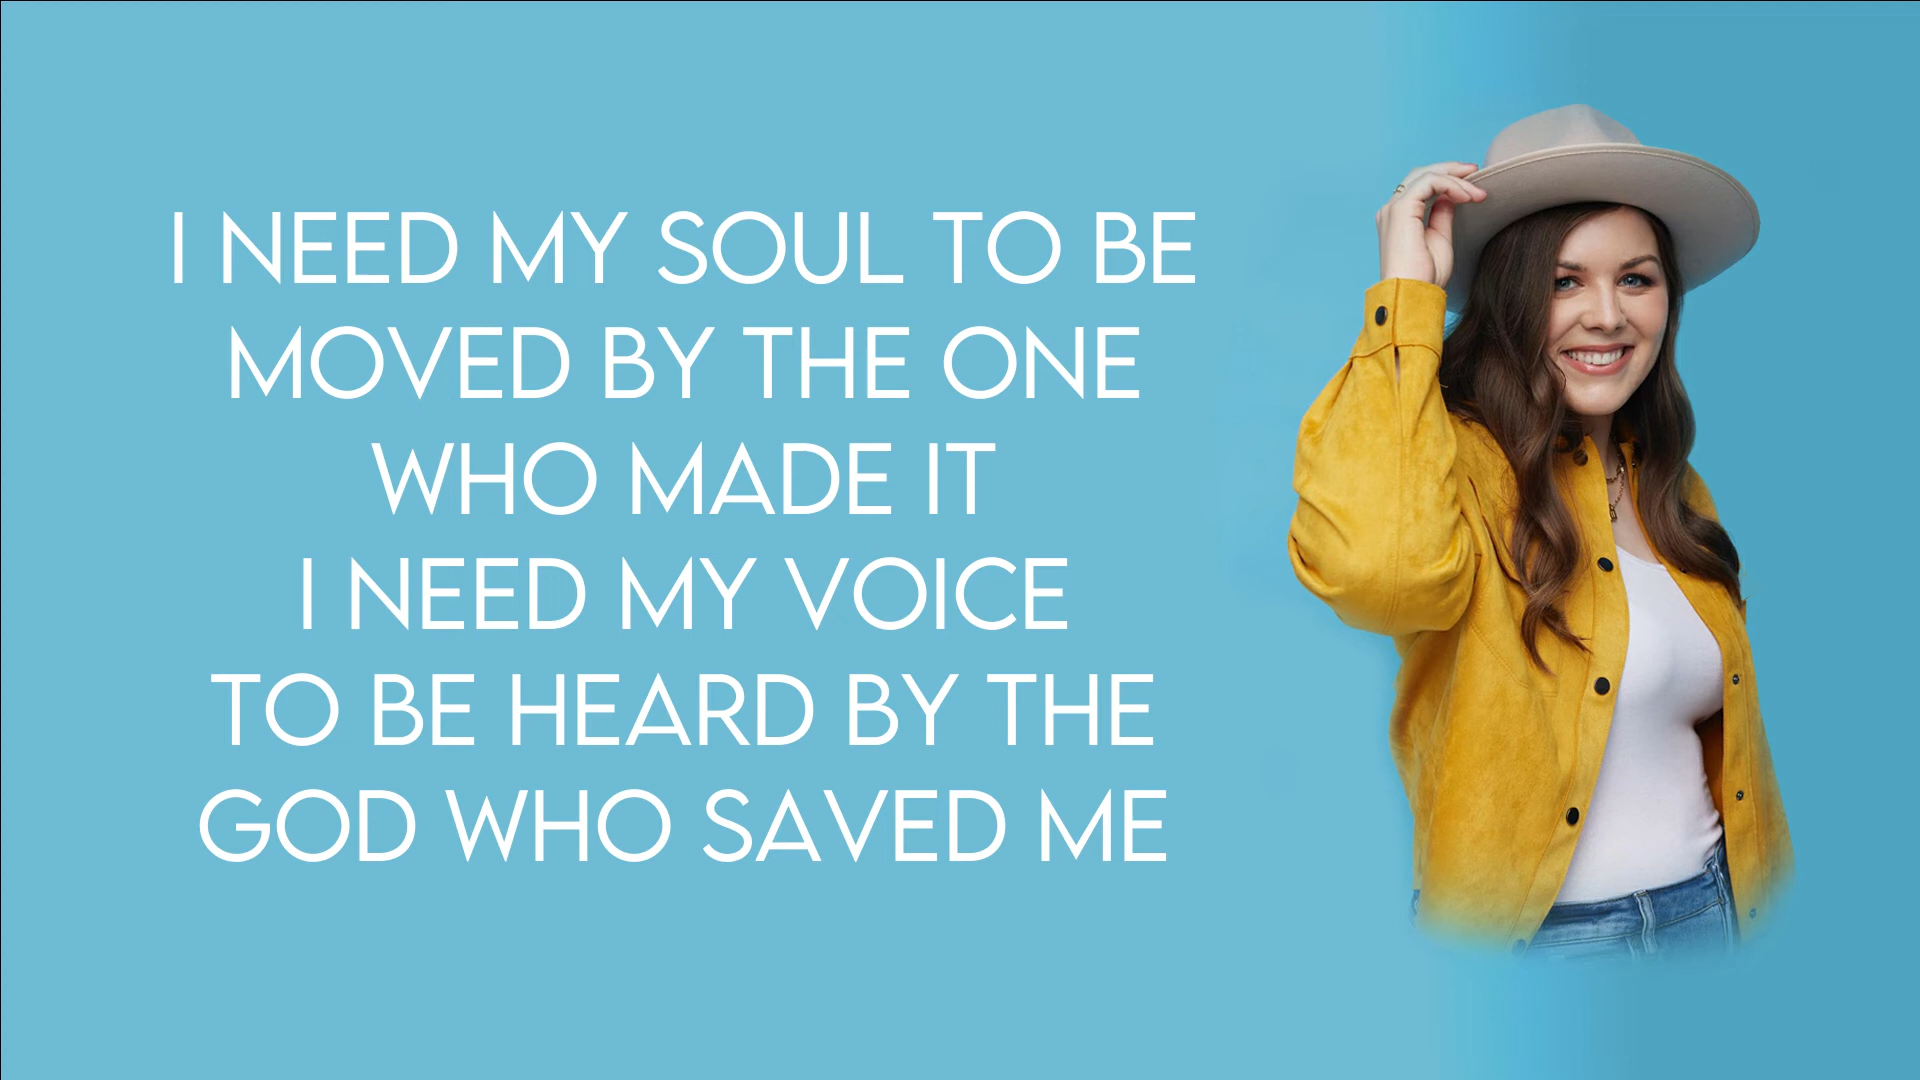 I NEED MY SOUL TO BE
MOVED BY THE ONE
WHO MADE IT
I NEED MY VOICE
TO BE HEARD BY THE
GOD WHO SAVED ME